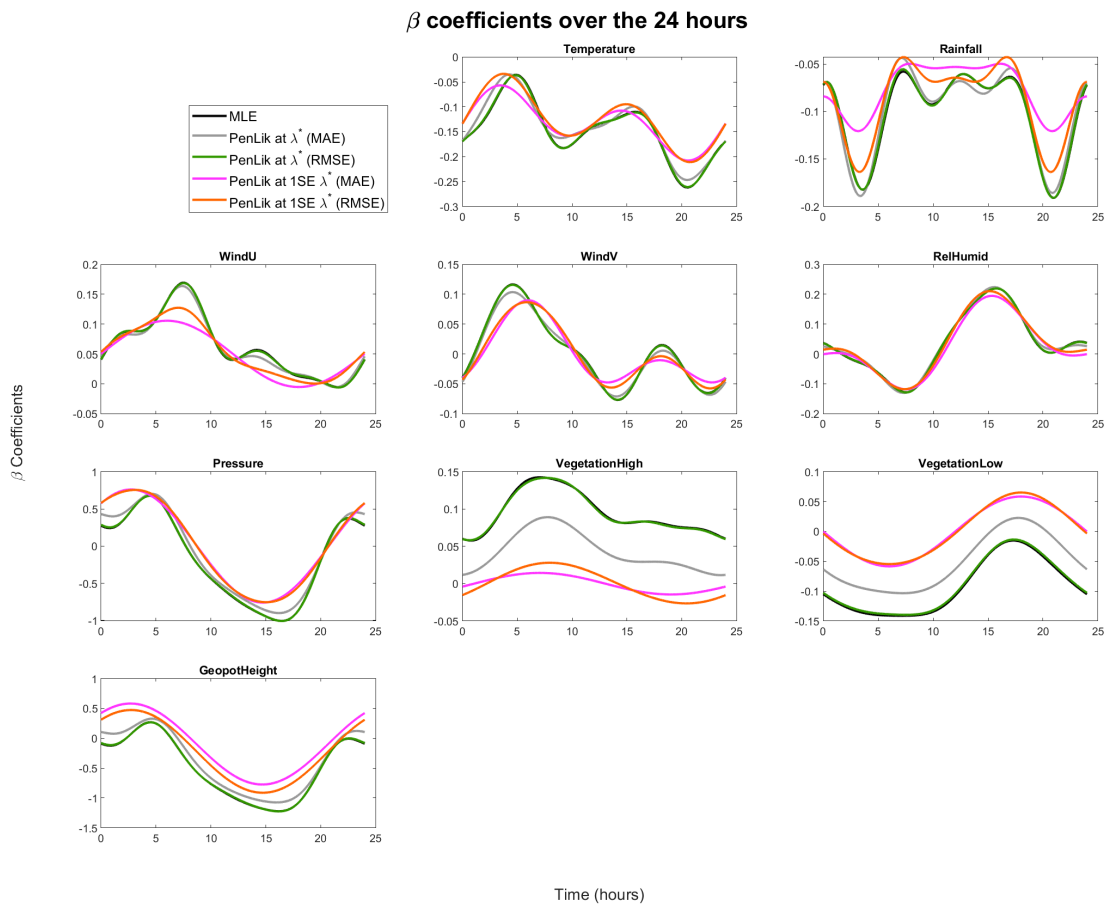 β coefficients over the 24 hours
MLE
PenLik at λ* (MAE)
PenLik at λ* (RMSE)
PenLik at 1SE λ* (MAE)
PenLik at 1SE λ* (RMSE)
Temperature
0
-0.05
-0.1
-0.15
-0.2
-0.25
-0.3
0 5 10 15 20 25
Rainfall
-0.05
-0.1
-0.15
-0.2
0 5 10 15 20 25
WindU
0.2
0.15
0.1
0.05
0
-0.05
0 5 10 15 20 25
WindV
0.15
0.1
0.05
0
-0.05
-0.1
0 5 10 15 20 25
RelHumid
0.3
0.2
0.1
0
-0.1
-0.2
0 5 10 15 20 25
β Coefficients
Pressure
1
0.5
0
-0.5
-1
0 5 10 15 20 25
VegetationHigh
0.15
0.1
0.05
0
-0.05
0 5 10 15 20 25
VegetationLow
0.1
0.05
0
-0.05
-0.1
-0.15
0 5 10 15 20 25
GeopotHeight
1
0.5
0
-0.5
-1
-1.5
0 5 10 15 20 25
Time (hours)